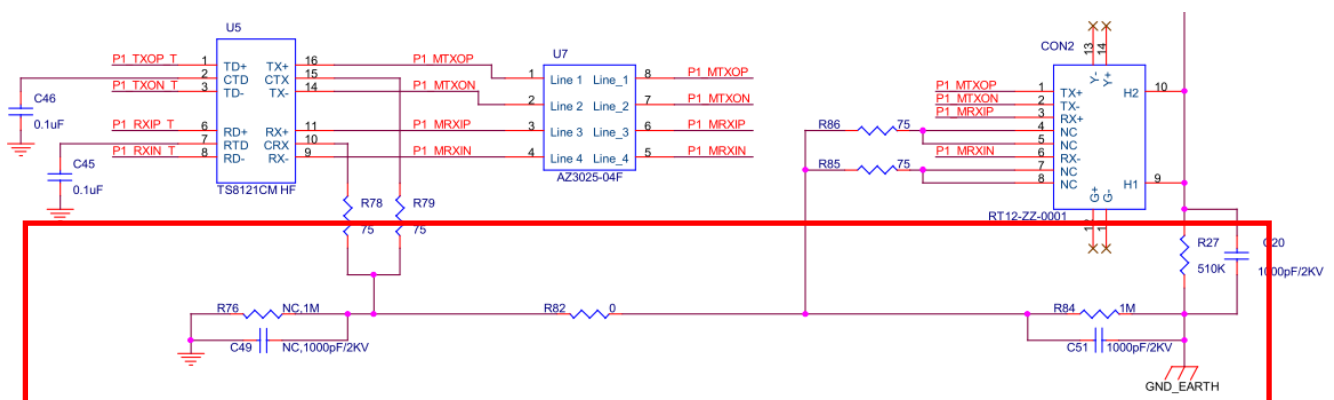 U5
P1_TXOP_T 1 TD+ TX+ 16 P1_MTXOP
2 CTD CTX 15
P1_TXON_T 3 TD- TX- 14 P1_MTXON
P1_RXIP_T 6 RD+ RX+ 11 P1_MRXIP
7 RTD CRX 10
P1_RXIN_T 8 RD- RX- 9 P1_MRXIN
TS8121CM HF
C46
0.1uF
C45
0.1uF
U7
1 Line 1 Line_1 8 P1_MTXOP
2 Line 2 Line_2 7 P1_MTXON
3 Line 3 Line_3 6 P1_MRXIP
4 Line 4 Line_4 5 P1_MRXIN
AZ3025-04F
CON2
13 14
Y- Y+
P1_MTXOP 1 TX+ H2 10
P1_MTXON 2 TX-
P1_MRXIP 3 RX+
R86 75 4 NC
5 NC
P1_MRXIN 6 RX-
R85 75 7 NC
8 NC H1 9
G+ G-
RT12-ZZ-0001
R78
75
R79
75
R27
510K
C20
1000pF/2KV
R76 NC,1M
C49 NC,1000pF/2KV
R82 0
R84 1M
C51 1000pF/2KV
GND_EARTH